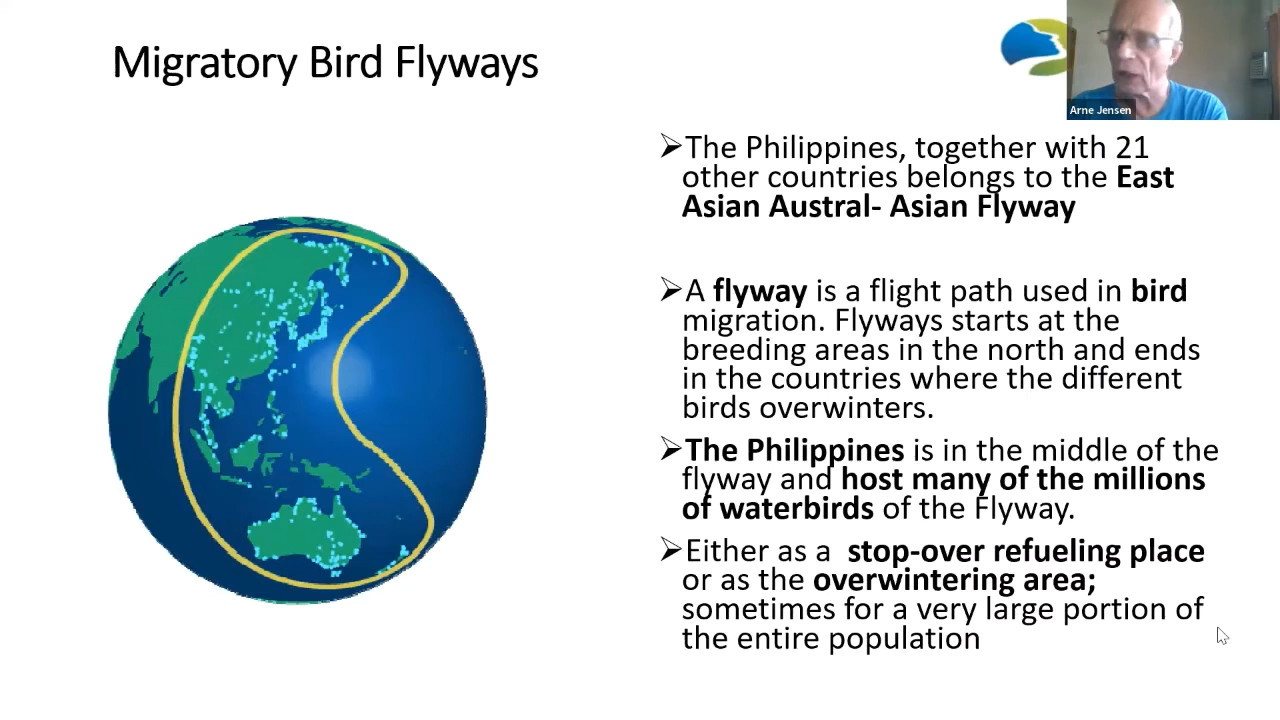 Migratory Bird Flyways
Arne Jensen
➢The Philippines, together with 21
other countries belongs to the East
Asian Austral- Asian Flyway
➢A flyway is a flight path used in bird
migration. Flyways starts at the
breeding areas in the north and ends
in the countries where the different
birds overwinters.
➢The Philippines is in the middle of the
flyway and host many of the millions
of waterbirds of the Flyway.
➢Either as a stop-over refueling place
or as the overwintering area;
sometimes for a very large portion of
the entire population